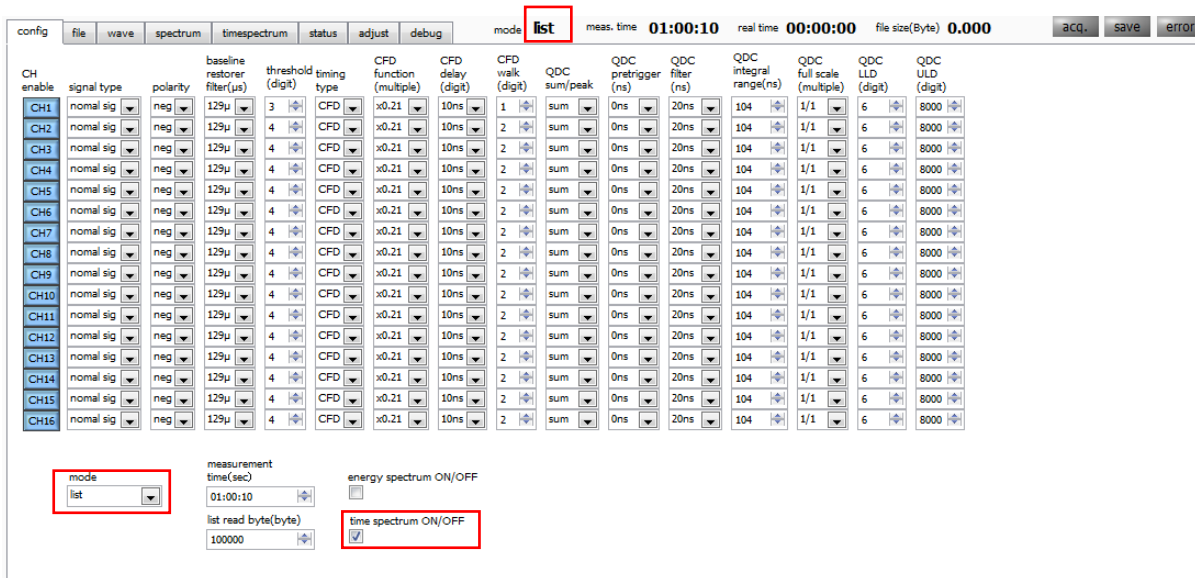 config file wave spectrum timespectrum status adjust debug mode list meas. time 01:00:10 real time 00:00:00 file size(Byte) 0.000 acq. save error
CH enable signal type polarity baseline restorer filter(µs) threshold (digit) timing type CFD function (multiple) CFD delay (digit) CFD walk (digit) QDC sum/peak QDC pretrigger (ns) QDC filter (ns) QDC integral range(ns) QDC full scale (multiple) QDC LLD (digit) QDC ULD (digit)
CH1 nomal sig neg 129µ 3 CFD x0.21 10ns 1 sum 0ns 20ns 104 1/1 6 8000
CH2 nomal sig neg 129µ 4 CFD x0.21 10ns 2 sum 0ns 20ns 104 1/1 6 8000
CH3 nomal sig neg 129µ 4 CFD x0.21 10ns 2 sum 0ns 20ns 104 1/1 6 8000
CH4 nomal sig neg 129µ 4 CFD x0.21 10ns 2 sum 0ns 20ns 104 1/1 6 8000
CH5 nomal sig neg 129µ 4 CFD x0.21 10ns 2 sum 0ns 20ns 104 1/1 6 8000
CH6 nomal sig neg 129µ 4 CFD x0.21 10ns 2 sum 0ns 20ns 104 1/1 6 8000
CH7 nomal sig neg 129µ 4 CFD x0.21 10ns 2 sum 0ns 20ns 104 1/1 6 8000
CH8 nomal sig neg 129µ 4 CFD x0.21 10ns 2 sum 0ns 20ns 104 1/1 6 8000
CH9 nomal sig neg 129µ 4 CFD x0.21 10ns 2 sum 0ns 20ns 104 1/1 6 8000
CH10 nomal sig neg 129µ 4 CFD x0.21 10ns 2 sum 0ns 20ns 104 1/1 6 8000
CH11 nomal sig neg 129µ 4 CFD x0.21 10ns 2 sum 0ns 20ns 104 1/1 6 8000
CH12 nomal sig neg 129µ 4 CFD x0.21 10ns 2 sum 0ns 20ns 104 1/1 6 8000
CH13 nomal sig neg 129µ 4 CFD x0.21 10ns 2 sum 0ns 20ns 104 1/1 6 8000
CH14 nomal sig neg 129µ 4 CFD x0.21 10ns 2 sum 0ns 20ns 104 1/1 6 8000
CH15 nomal sig neg 129µ 4 CFD x0.21 10ns 2 sum 0ns 20ns 104 1/1 6 8000
CH16 nomal sig neg 129µ 4 CFD x0.21 10ns 2 sum 0ns 20ns 104 1/1 6 8000
mode
list
measurement
time(sec)
01:00:10
energy spectrum ON/OFF
list read byte(byte)
100000
time spectrum ON/OFF